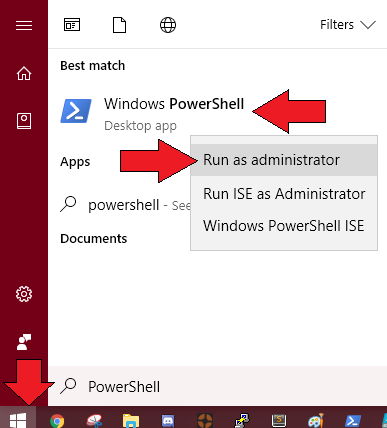 Filters
Best match
Windows PowerShell
Desktop app
Apps
Run as administrator
powershell - See
Run ISE as Administrator
Documents
Windows PowerShell ISE
PowerShell